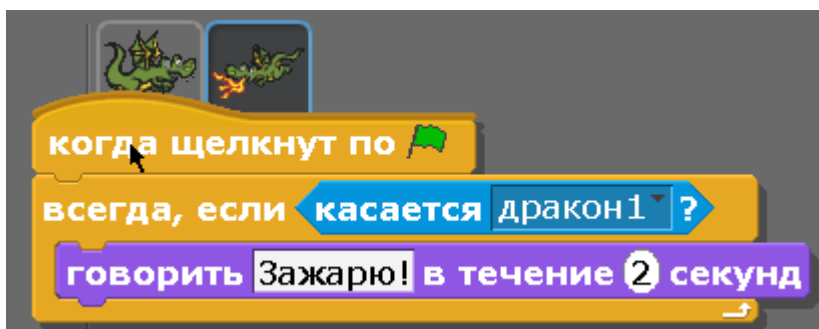 когда щелкнут по
всегда, если касается дракон1 ?
говорить Зажарю! в течение 2 секунд